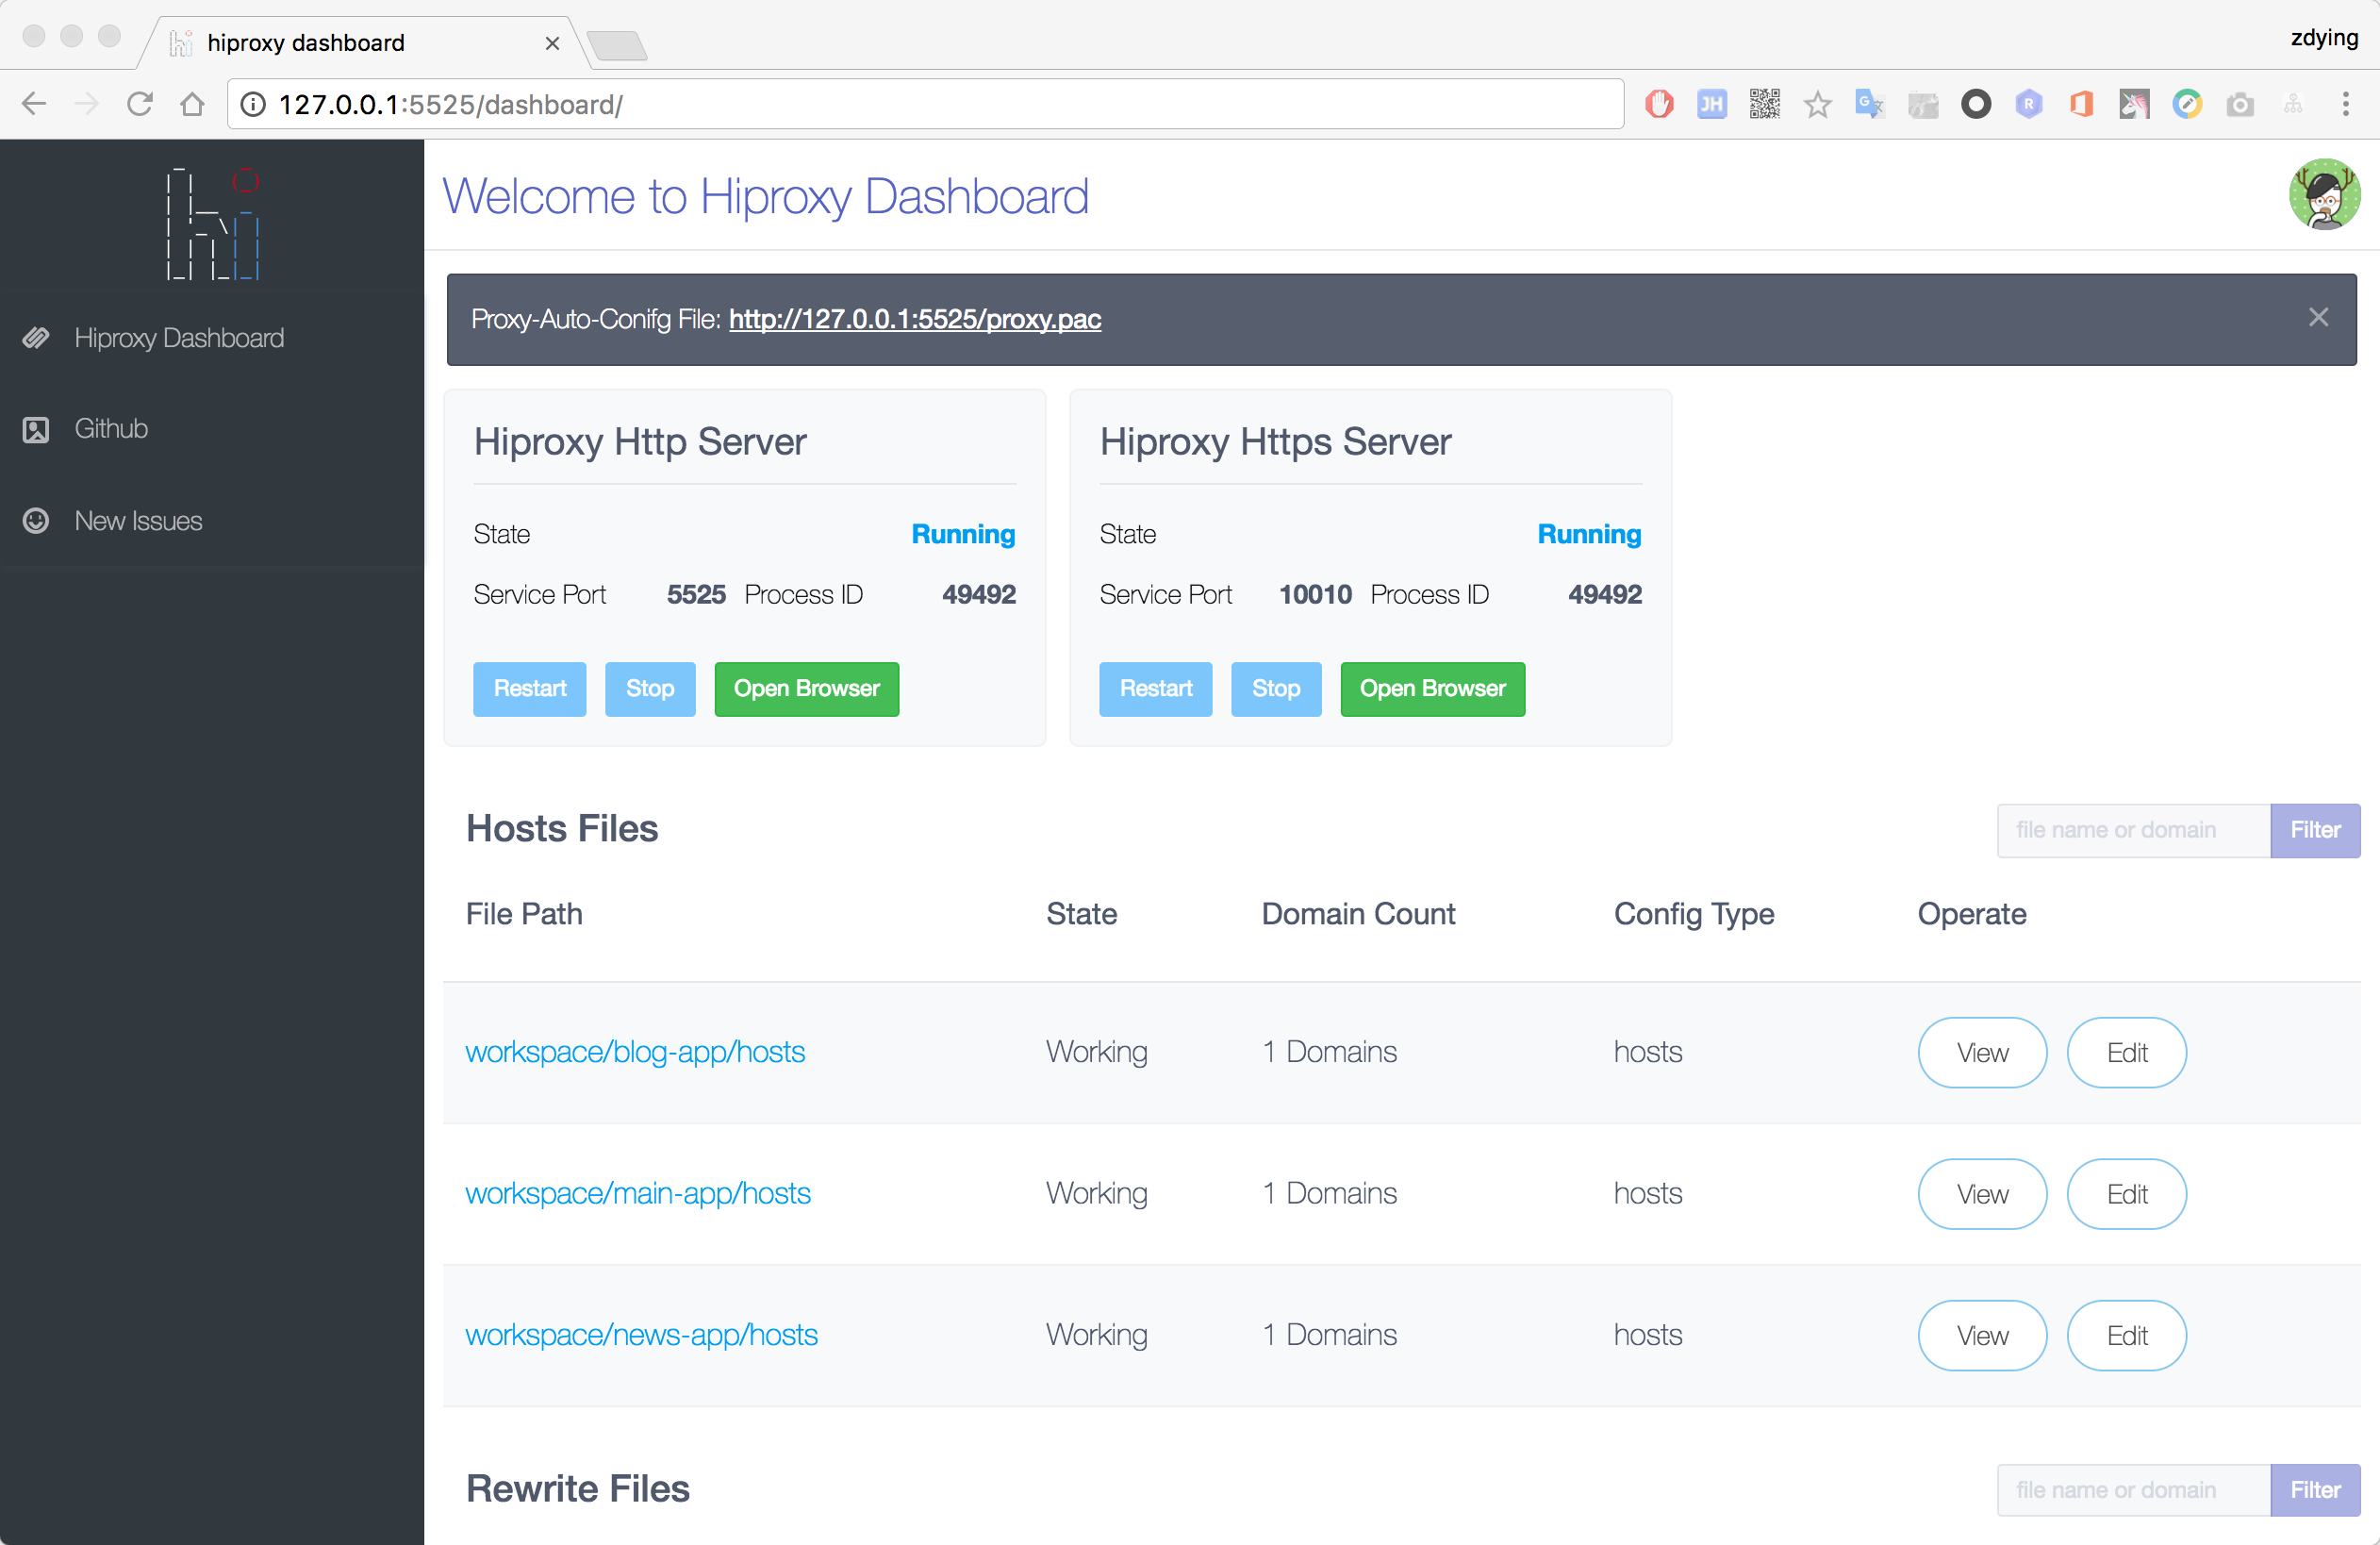 hiproxy dashboard
zdying
127.0.0.1:5525/dashboard/
JH
Welcome to Hiproxy Dashboard
Proxy-Auto-Conifg File: http://127.0.0.1:5525/proxy.pac
Hiproxy Dashboard
Github
New Issues
Hiproxy Http Server
State Running
Service Port 5525 Process ID 49492
Restart Stop Open Browser
Hiproxy Https Server
State Running
Service Port 10010 Process ID 49492
Restart Stop Open Browser
Hosts Files
file name or domain Filter
File Path State Domain Count Config Type Operate
workspace/blog-app/hosts Working 1 Domains hosts View Edit
workspace/main-app/hosts Working 1 Domains hosts View Edit
workspace/news-app/hosts Working 1 Domains hosts View Edit
Rewrite Files
file name or domain Filter